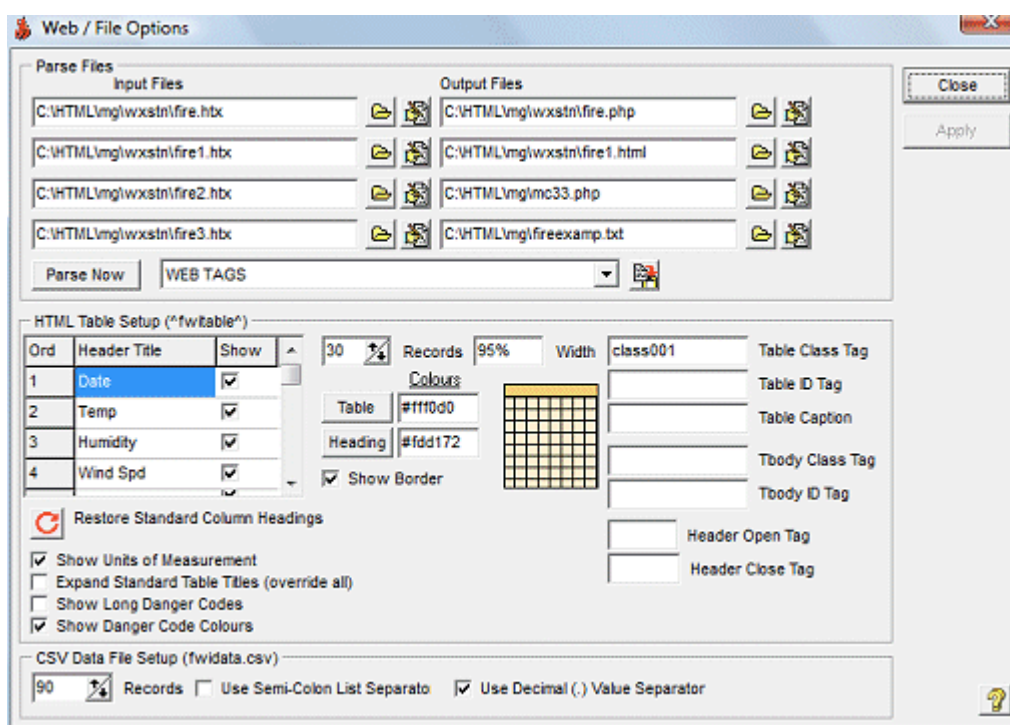 Web / File Options
Parse Files
Input Files Output Files
C:\HTML\mg\wxstn\fire.htx C:\HTML\mg\wxstn\fire.php
C:\HTML\mg\wxstn\fire1.htx C:\HTML\mg\wxstn\fire1.html
C:\HTML\mg\wxstn\fire2.htx C:\HTML\mg\mc33.php
C:\HTML\mg\wxstn\fire3.htx C:\HTML\mg\fireexamp.txt
Parse Now WEB TAGS
Close
Apply
HTML Table Setup (^fwitable^)
Ord Header Title Show
1 Date
2 Temp
3 Humidity
4 Wind Spd
30 Records 95% Width
Colours
Table #fff0d0
Heading #fdd172
Show Border
class001 Table Class Tag
Table ID Tag
Table Caption
Tbody Class Tag
Tbody ID Tag
Header Open Tag
Header Close Tag
Restore Standard Column Headings
Show Units of Measurement
Expand Standard Table Titles (override all)
Show Long Danger Codes
Show Danger Code Colours
CSV Data File Setup (fwidata.csv)
90 Records Use Semi-Colon List Separato Use Decimal (.) Value Separator